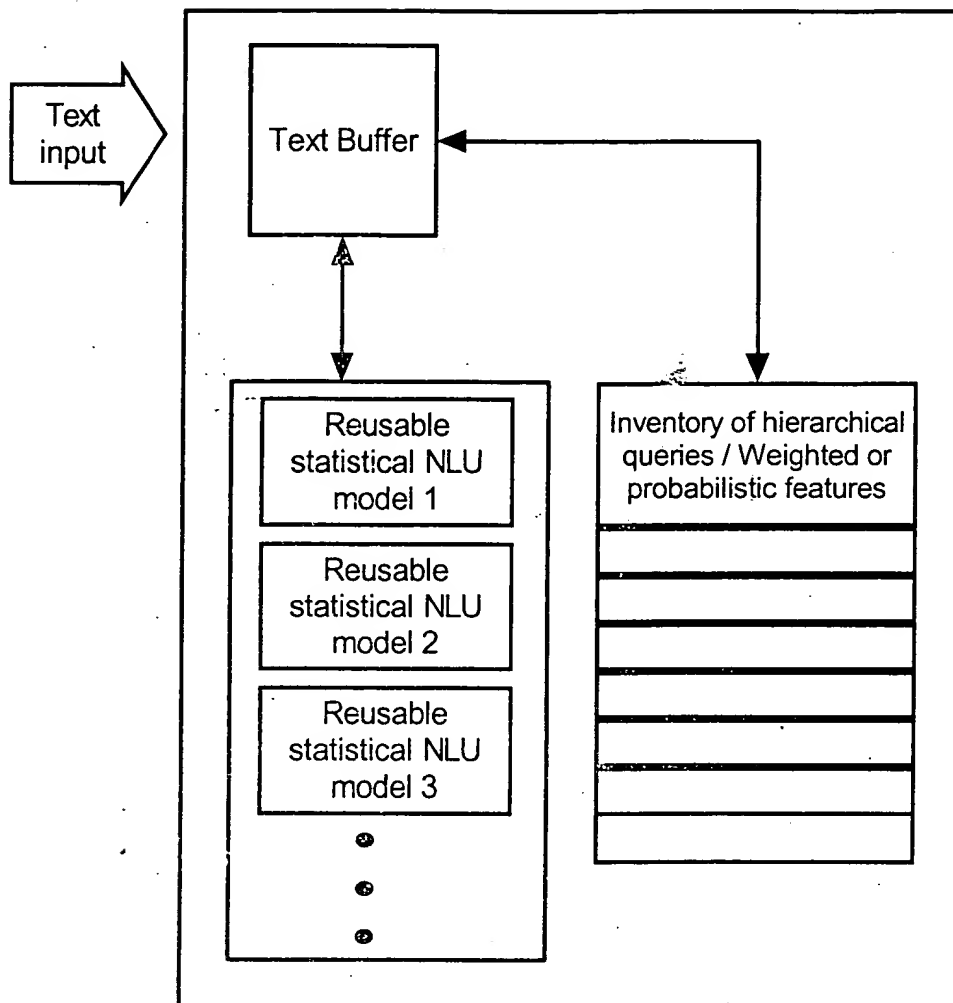 Text
input
Text Buffer
Reusable
statistical NLU
model 1
Reusable
statistical NLU
model 2
Reusable
statistical NLU
model 3
Inventory of hierarchical
queries / Weighted or
probabilistic features